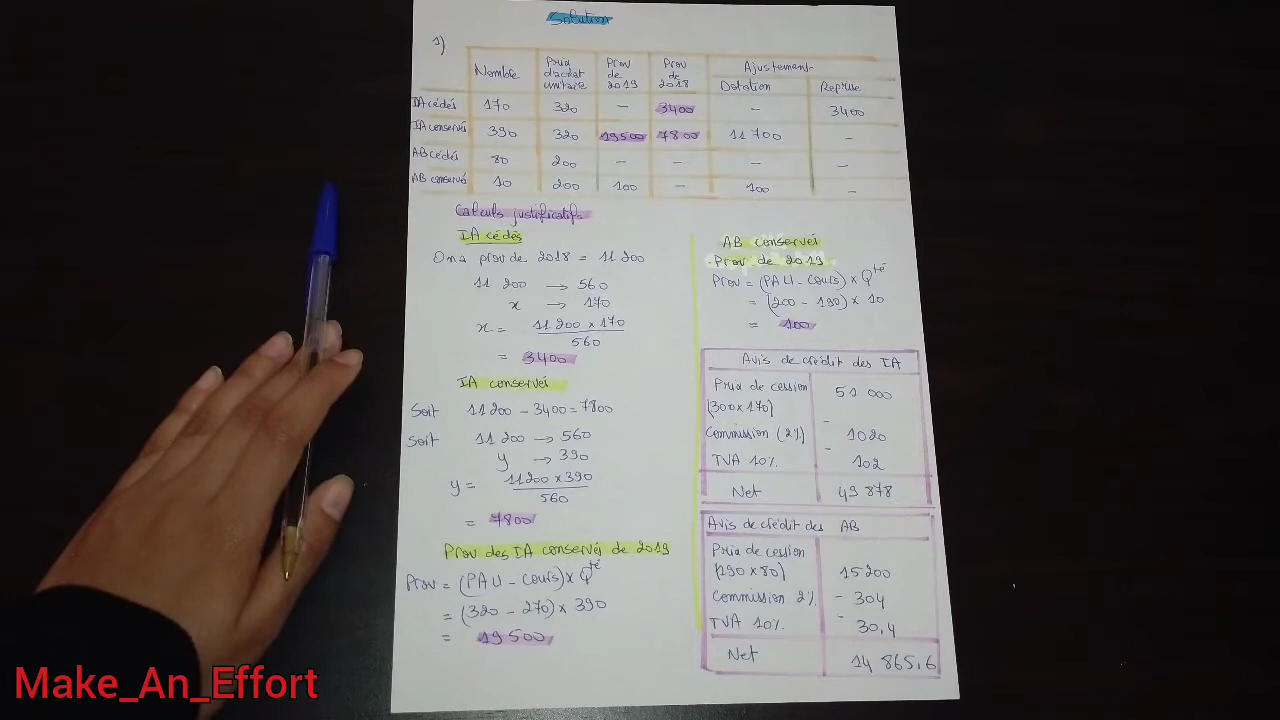 Solution
1)
Nombre Prix d'achat unitaire Prov de 2019 Prov de 2018 Ajustement
Dotation Reprise
IA cédés 170 320 - 3400 - 3400
IA conservés 390 320 19500 7800 11 700 -
AB cédés 80 200 - - - -
AB conservés 10 200 100 - 100 -
Calculs justificatifs
IA cédés
On a prov de 2018 = 11 200
11 200 → 560
x → 170
x = 11 200 x 170
560
= 3400
IA conservés
Soit 11 200 - 3400 = 7800
Soit 11 200 → 560
y → 390
y = 11200 x 390
560
= 7800
Prov des IA conservés de 2019
Prov = (PAU - Cours) x Qté
= (320 - 270) x 390
= 19 500
AB conservés
Prov de 2019
Prov = (PAU - Cours) x Qté
= (200 - 190) x 10
= 100
Avis de crédit des IA
Prix de cession 51 000
(300 x 170)
-
Commission (2%) 1020
-
TVA 10% 102
Net 49 878
Avis de crédit des AB
Prix de cession
(190 x 80) 15 200
Commission 2% - 304
TVA 10% - 30,4
Net 14 865,6
Make_An_Effort